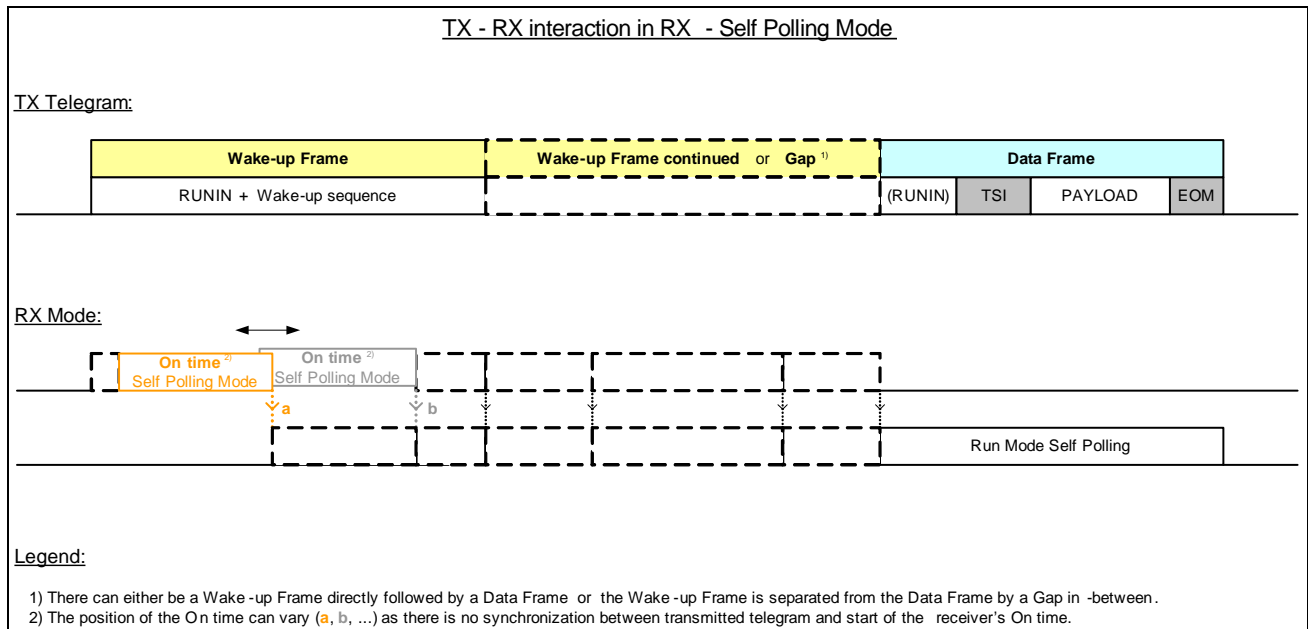 TX - RX interaction in RX - Self Polling Mode
TX Telegram:
Wake-up Frame
Wake-up Frame continued or Gap 1)
Data Frame
RUNIN + Wake-up sequence
(RUNIN)
TSI
PAYLOAD
EOM
RX Mode:
On time 2)
Self Polling Mode
On time 2)
Self Polling Mode
a
b
Run Mode Self Polling
Legend:
1) There can either be a Wake -up Frame directly followed by a Data Frame or the Wake -up Frame is separated from the Data Frame by a Gap in -between.
2) The position of the On time can vary (a, b, ...) as there is no synchronization between transmitted telegram and start of the receiver's On time.